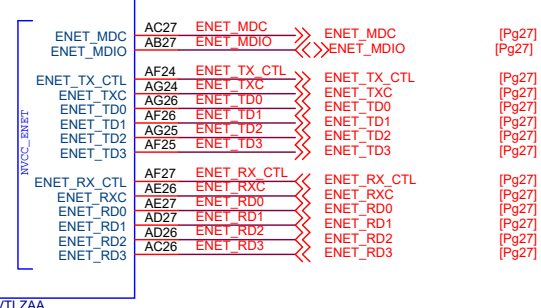 ENET_MDC AC27 ENET_MDC ENET_MDC [Pg27]
ENET_MDIO AB27 ENET_MDIO ENET_MDIO [Pg27]
ENET_TX_CTL AF24 ENET_TX_CTL ENET_TX_CTL [Pg27]
ENET_TXC AG24 ENET_TXC ENET_TXC [Pg27]
ENET_TD0 AG26 ENET_TD0 ENET_TD0 [Pg27]
ENET_TD1 AF26 ENET_TD1 ENET_TD1 [Pg27]
ENET_TD2 AG25 ENET_TD2 ENET_TD2 [Pg27]
ENET_TD3 AF25 ENET_TD3 ENET_TD3 [Pg27]
NVCC_ENET
ENET_RX_CTL AF27 ENET_RX_CTL ENET_RX_CTL [Pg27]
ENET_RXC AE26 ENET_RXC ENET_RXC [Pg27]
ENET_RD0 AE27 ENET_RD0 ENET_RD0 [Pg27]
ENET_RD1 AD27 ENET_RD1 ENET_RD1 [Pg27]
ENET_RD2 AD26 ENET_RD2 ENET_RD2 [Pg27]
ENET_RD3 AC26 ENET_RD3 ENET_RD3 [Pg27]